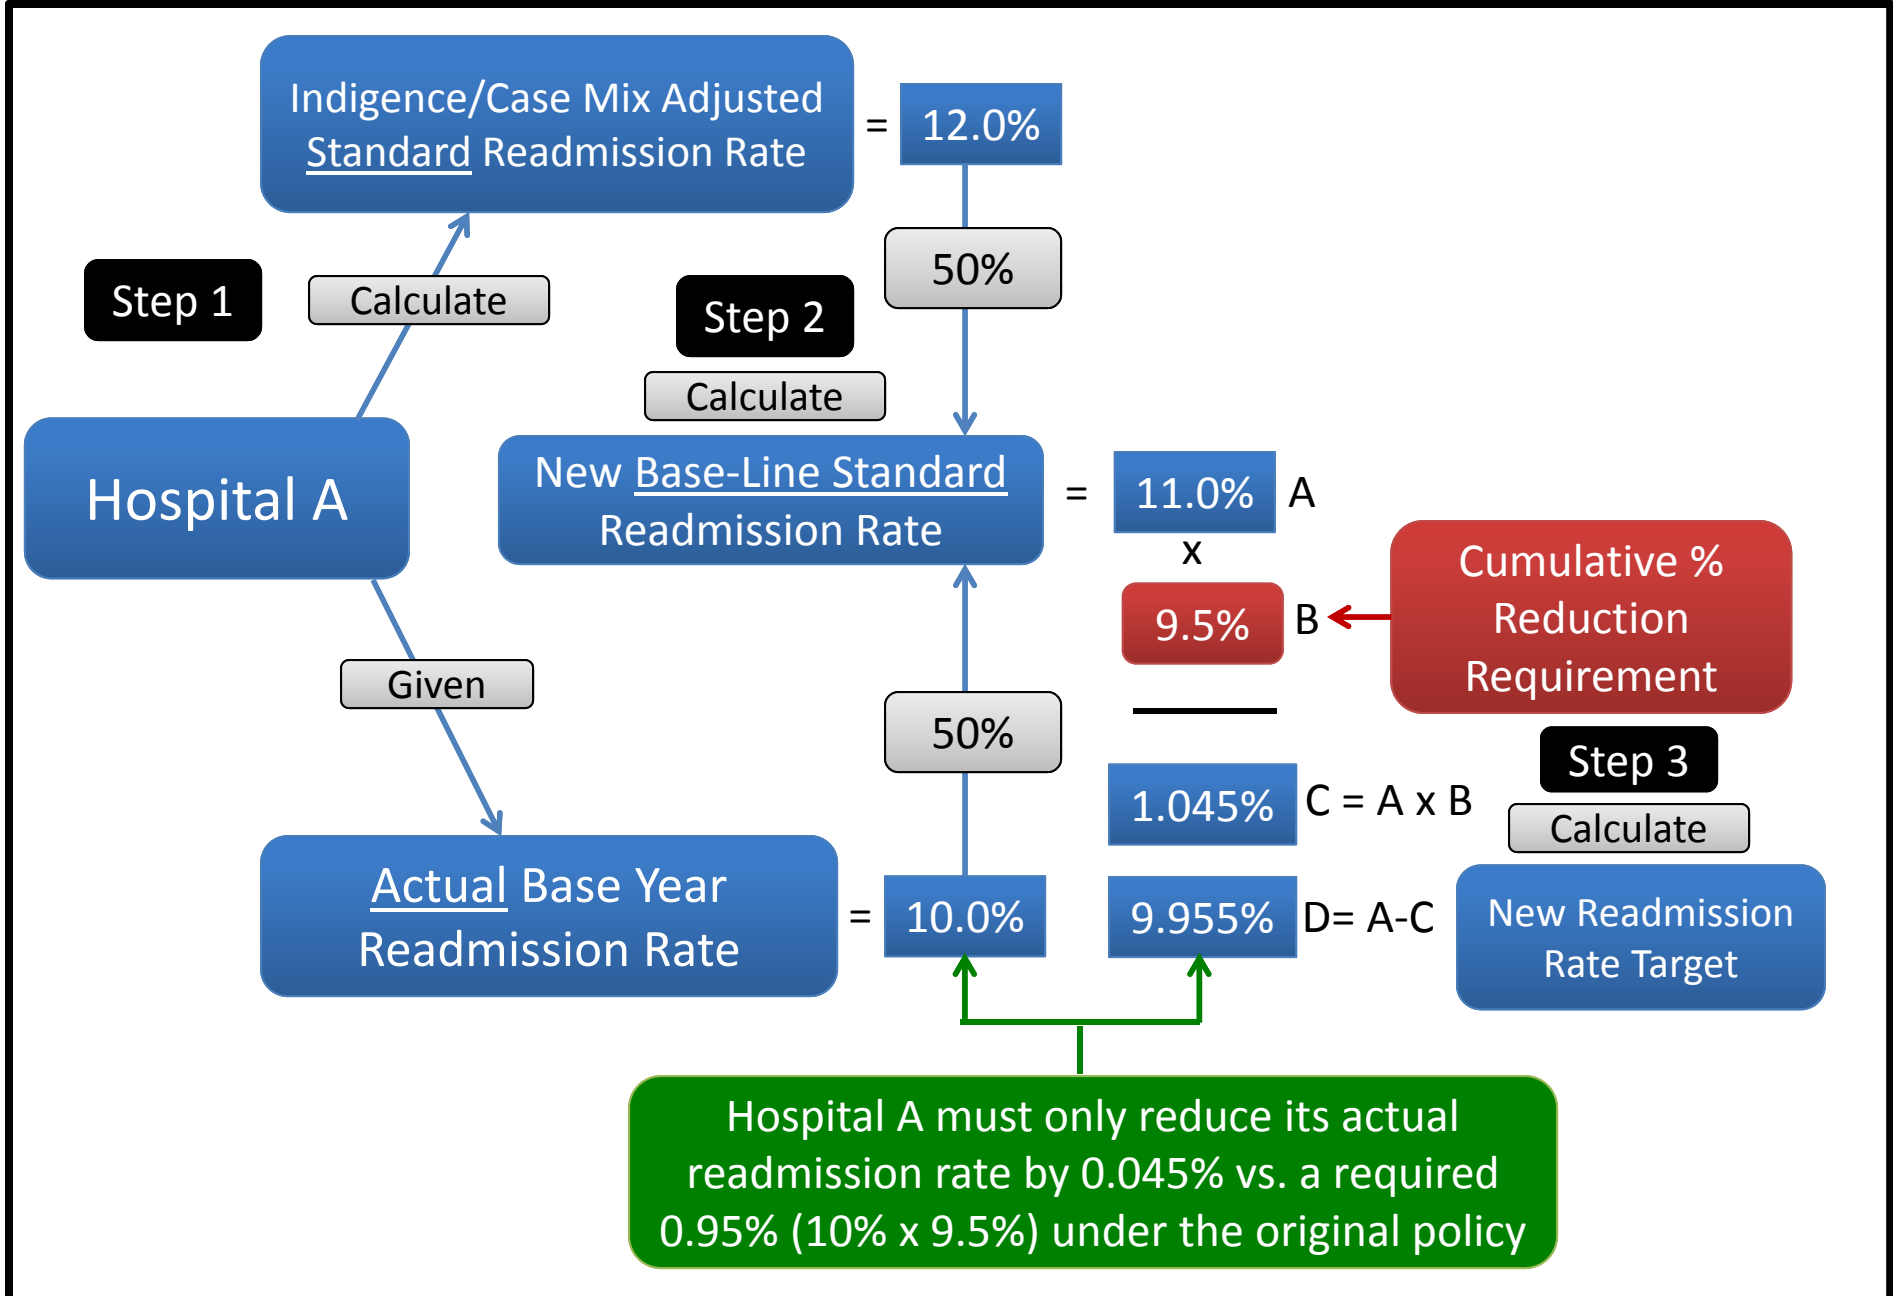 Indigence/Case Mix Adjusted
Standard Readmission Rate
=
12.0%
Step 1
Calculate
50%
Step 2
Calculate
Hospital A
New Base-Line Standard
Readmission Rate
=
11.0%
A
x
9.5%
B
Cumulative %
Reduction
Requirement
Given
50%
Step 3
Calculate
1.045%
C = A x B
Actual Base Year
Readmission Rate
=
10.0%
9.955%
D= A-C
New Readmission
Rate Target
Hospital A must only reduce its actual
readmission rate by 0.045% vs. a required
0.95% (10% x 9.5%) under the original policy